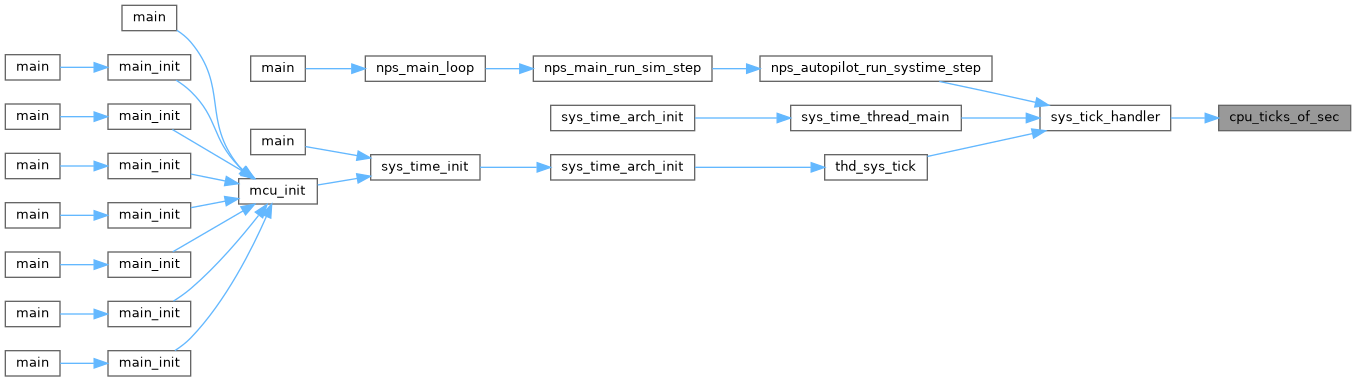 main
main
main_init
main
nps_main_loop
nps_main_run_sim_step
nps_autopilot_run_systime_step
main
main_init
sys_time_arch_init
sys_time_thread_main
sys_tick_handler
cpu_ticks_of_sec
main
main
main_init
sys_time_init
sys_time_arch_init
thd_sys_tick
mcu_init
main
main_init
main
main_init
main
main_init
main
main_init